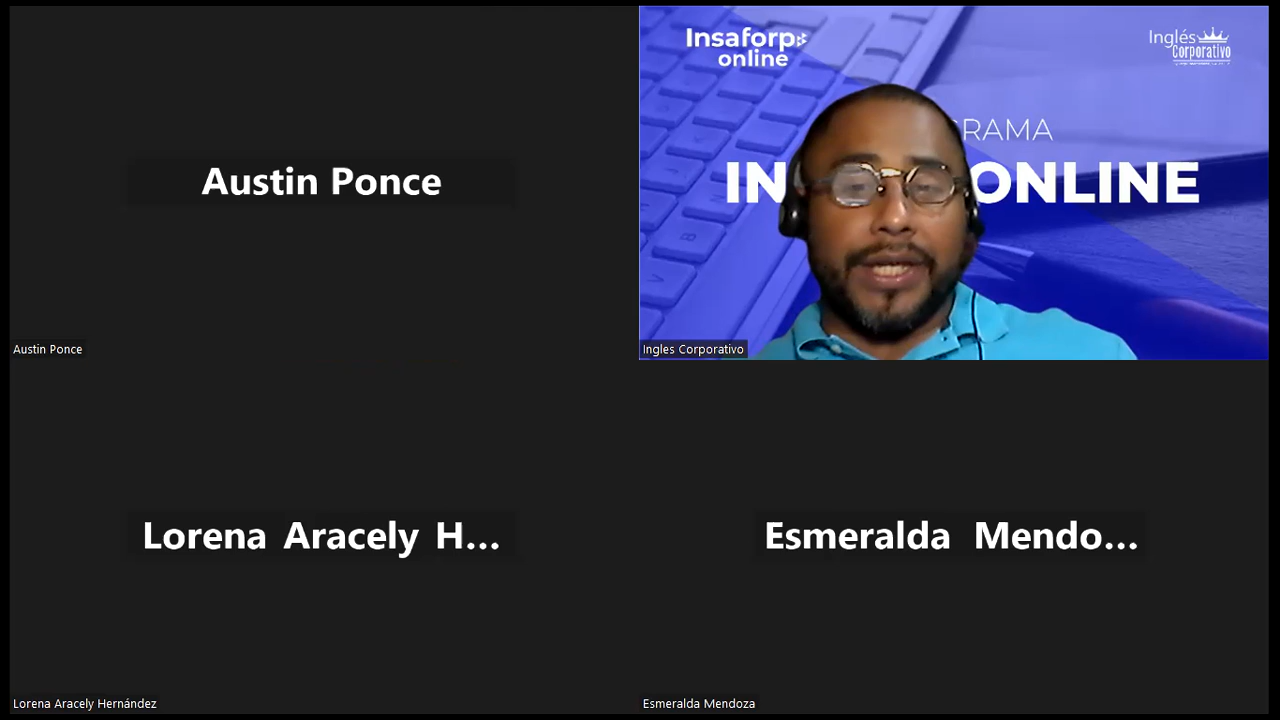 Austin Ponce
Austin Ponce
Insaforp
online
Inglés
Corporativo
GRAMA
IN ONLINE
Ingles Corporativo
Lorena Aracely H...
Lorena Aracely Hernández
Esmeralda Mendo...
Esmeralda Mendoza